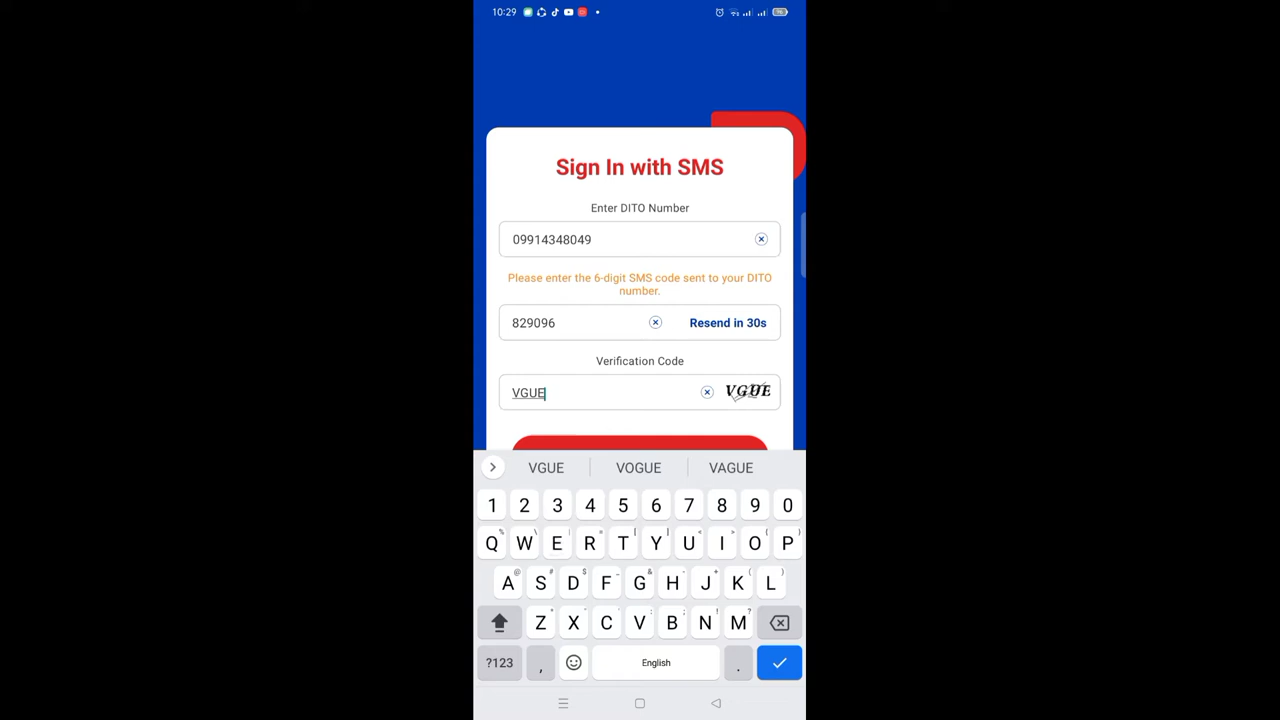 10:29
Sign In with SMS
Enter DITO Number
09914348049
Please enter the 6-digit SMS code sent to your DITO
number.
829096 Resend in 30s
Verification Code
VGUE VGUE
VGUE VOGUE VAGUE
1 2 3 4 5 6 7 8 9 0
Q W E R T Y U I O P
A S D F G H J K L
Z X C V B N M
?123 , English .